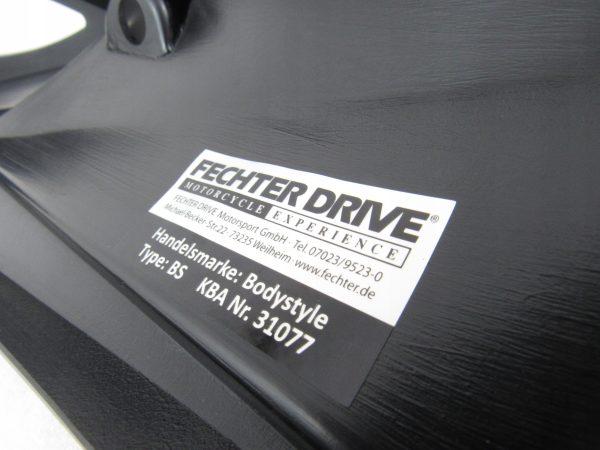 FECHTER DRIVE®
MOTORCYCLE EXPERIENCE
FECHTER DRIVE Motorsport GmbH · Tel. 07023/9523-0
Michael-Becker-Str.22 · 73235 Weilheim · www.fechter.de
Handelsmarke: Bodystyle
Type: BS KBA Nr. 31077